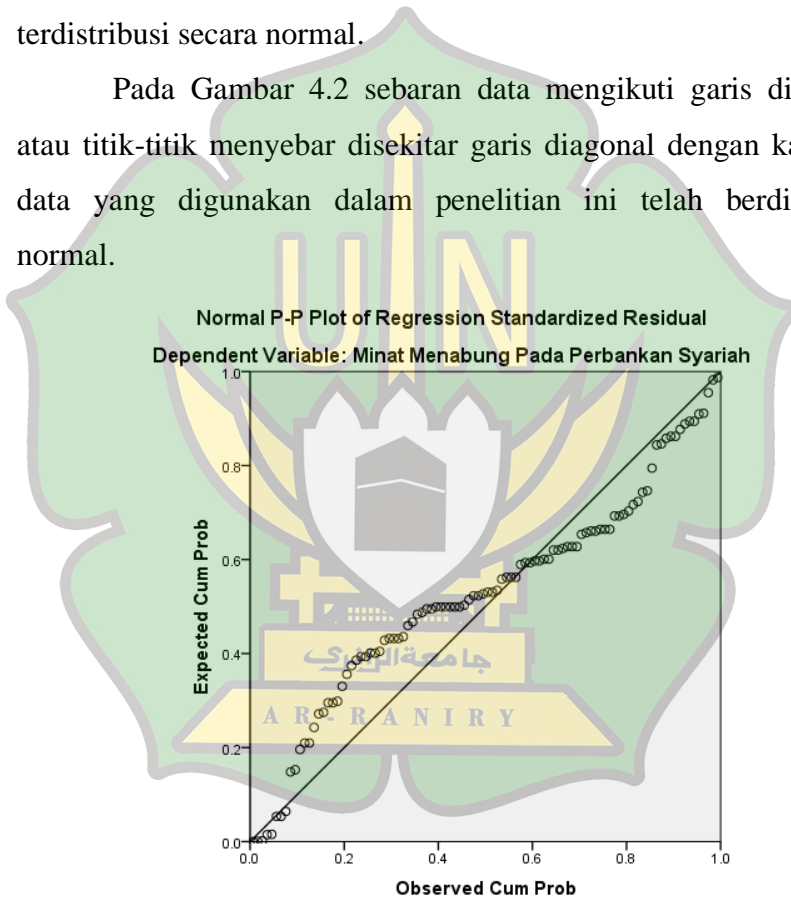 terdistribusi secara normal.
Pada Gambar 4.2 sebaran data mengikuti garis di
atau titik-titik menyebar disekitar garis diagonal dengan ka
data yang digunakan dalam penelitian ini telah berdi
normal.
UIN
Normal P-P Plot of Regression Standardized Residual
Dependent Variable: Minat Menabung Pada Perbankan Syariah
1.0
0.8
0.6
0.4
0.2
0.0
Expected Cum Prob
جامعة الرانري
AR-RANIRY
0.0 0.2 0.4 0.6 0.8 1.0
Observed Cum Prob